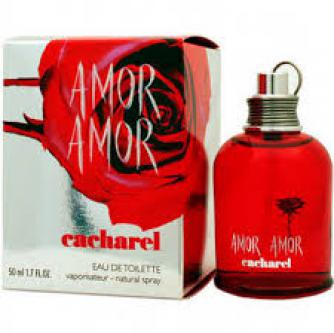 AMOR
AMOR
cacharel
EAU DE TOILETTE
vaporisateur - natural spray
50 ml 1.7 FL.OZ.
AMOR AMOR
cacharel